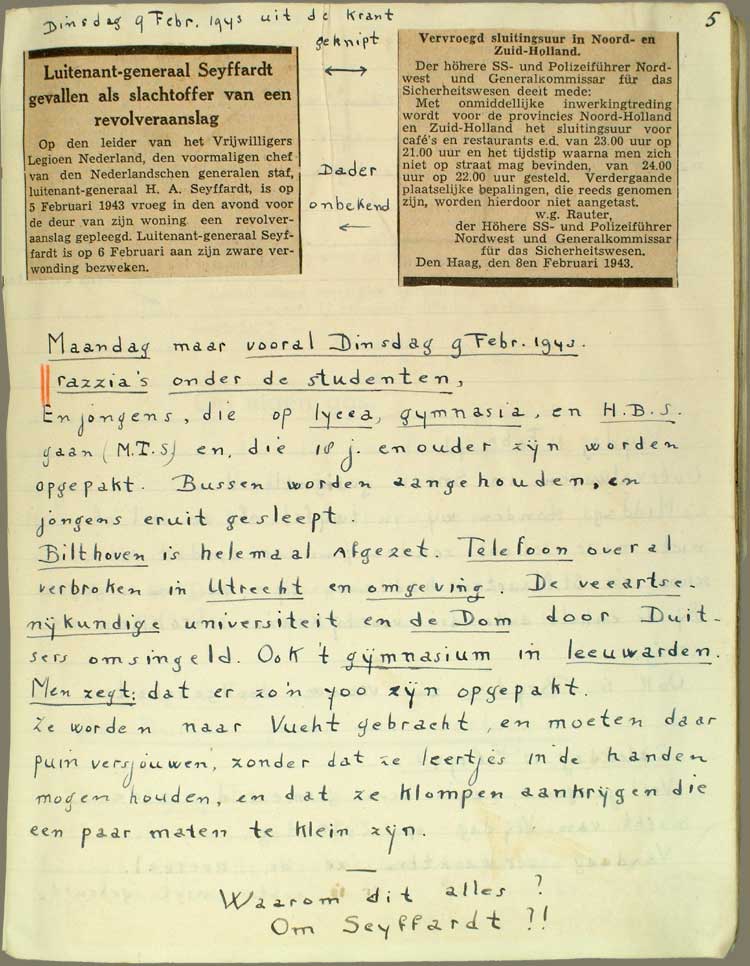 Dinsdag 9 Febr. 1943 uit de krant
geknipt
5
Luitenant-generaal Seyffardt
gevallen als slachtoffer van een
revolveraanslag
Op den leider van het Vrijwilligers
Legioen Nederland, den voormaligen chef
van den Nederlandschen generalen staf,
luitenant-generaal H. A. Seyffardt, is op
5 Februari 1943 vroeg in den avond voor
de deur van zijn woning een revolver-
aanslag gepleegd. Luitenant-generaal Seyf-
fardt is op 6 Februari aan zijn zware ver-
wonding bezweken.
Dader
onbekend
Vervroegd sluitingsuur in Noord- en
Zuid-Holland.
Der höhere SS- und Polizeiführer Nord-
west und Generalkommissar für das
Sicherheitswesen deelt mede:
Met onmiddellijke inwerkingtreding
wordt voor de provincies Noord-Holland
en Zuid-Holland het sluitingsuur voor
café's en restaurants e.d. van 23.00 uur op
21.00 uur en het tijdstip waarna men zich
niet op straat mag bevinden, van 24.00
uur op 22.00 uur gesteld. Verdergaande
plaatselijke bepalingen, die reeds genomen
zijn, worden hierdoor niet aangetast.
w.g. Rauter,
der Höhere SS- und Polizeiführer
Nordwest und Generalkommissar
für das Sicherheitswesen.
Den Haag, den 8en Februari 1943.
Maandag maar vooral Dinsdag 9 Febr. 1943.
razzia's onder de studenten,
En jongens, die op lycea, gymnasia, en H.B.S.
gaan (M.T.S) en, die 18 j. en ouder zijn worden
opgepakt. Bussen worden aangehouden, en
jongens eruit gesleept.
Bilthoven is helemaal afgezet. Telefoon overal
verbroken in Utrecht en omgeving. De veeartse-
nijkundige universiteit en de Dom door Duit-
sers omsingeld. Ook 't gymnasium in leeuwarden.
Men zegt: dat er zo'n 400 zijn opgepakt.
Ze worden naar Vught gebracht, en moeten daar
puin versjouwen, zonder dat ze leertjes in de handen
mogen houden, en dat ze klompen aankrijgen die
een paar maten te klein zijn.
Waarom dit alles?
Om Seyffardt?!